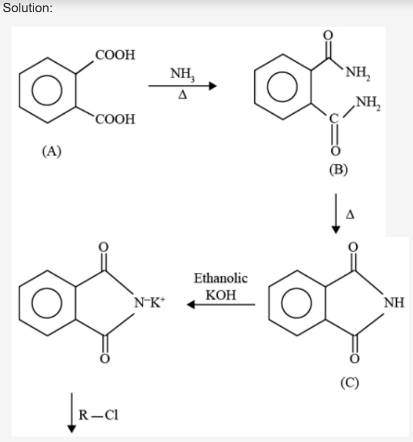 Solution:
COOH
COOH
(A)
NH₃
Δ
O
NH₂
NH₂
C
O
(B)
Δ
O
NH
O
(C)
Ethanolic
KOH
O
N⁻K⁺
O
R—Cl